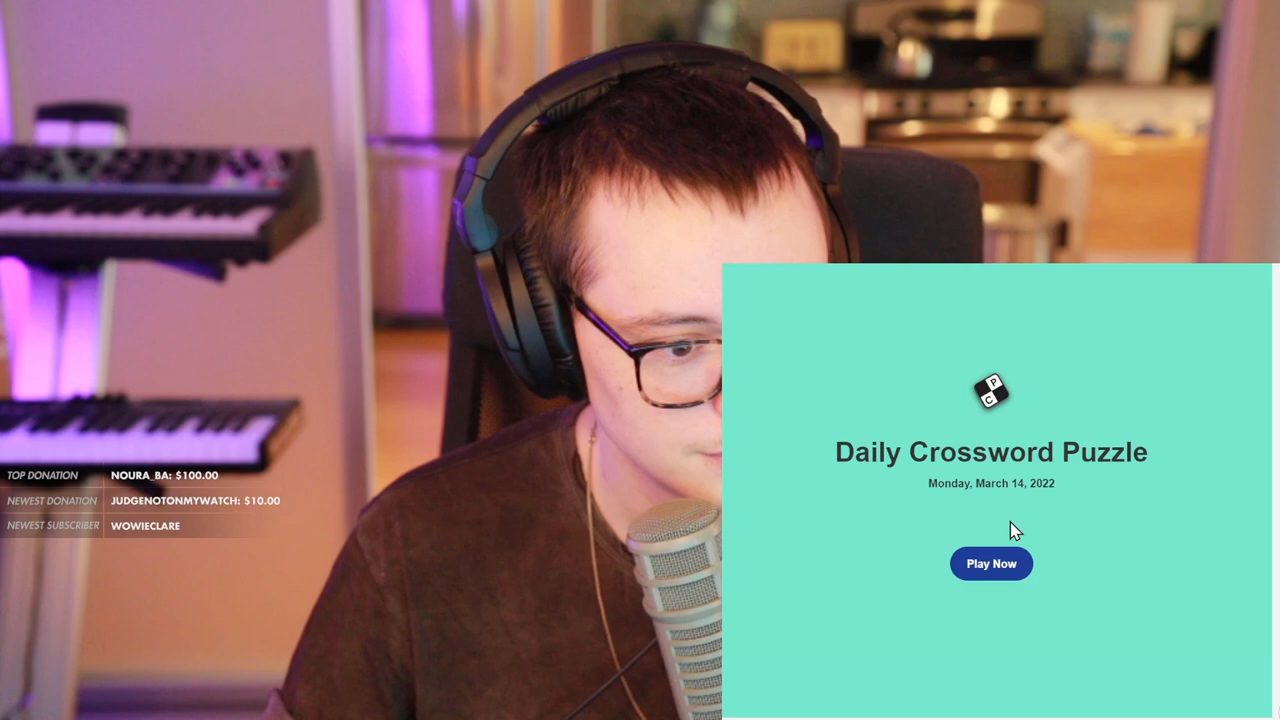 TOP DONATION NOURA_BA: $100.00
NEWEST DONATION JUDGENOTONMYWATCH: $10.00
NEWEST SUBSCRIBER WOWIECLARE
P
C
Daily Crossword Puzzle
Monday, March 14, 2022
Play Now